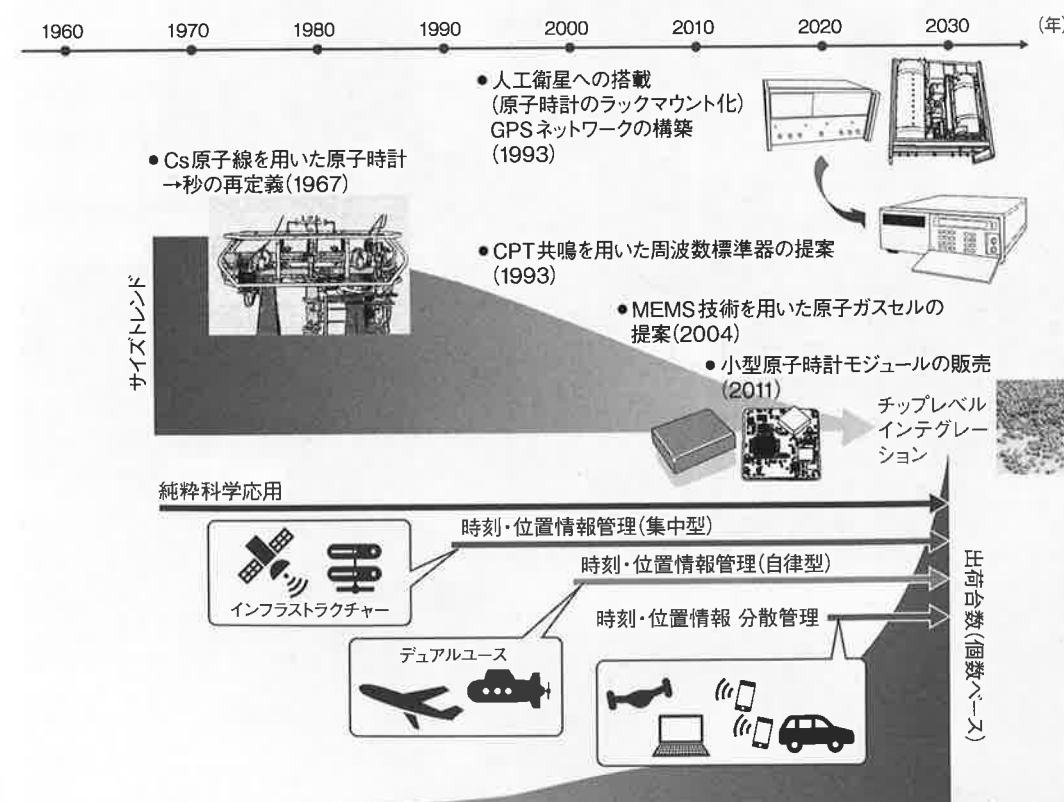 1960 1970 1980 1990 2000 2010 2020 2030 (年)
●人工衛星への搭載
(原子時計のラックマウント化)
GPSネットワークの構築
(1993)
●Cs原子線を用いた原子時計
→秒の再定義(1967)
●CPT共鳴を用いた周波数標準器の提案
(1993)
●MEMS技術を用いた原子ガスセルの
提案(2004)
●小型原子時計モジュールの販売
(2011)
サイズトレンド
チップレベル
インテグレー
ション
純粋科学応用
時刻・位置情報管理(集中型)
インフラストラクチャー
時刻・位置情報管理(自律型)
デュアルユース
時刻・位置情報 分散管理
出荷台数(個数ベース)